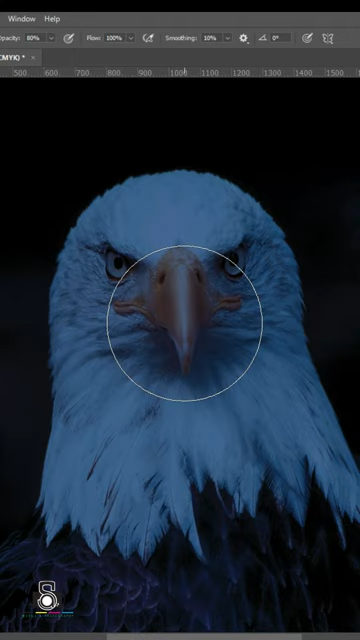 Window Help
Opacity: 80% Flow: 100% Smoothing: 10% 0°
CMYK) * ×
500 600 700 800 900 1000 1100 1200 1300 1400 1500
S